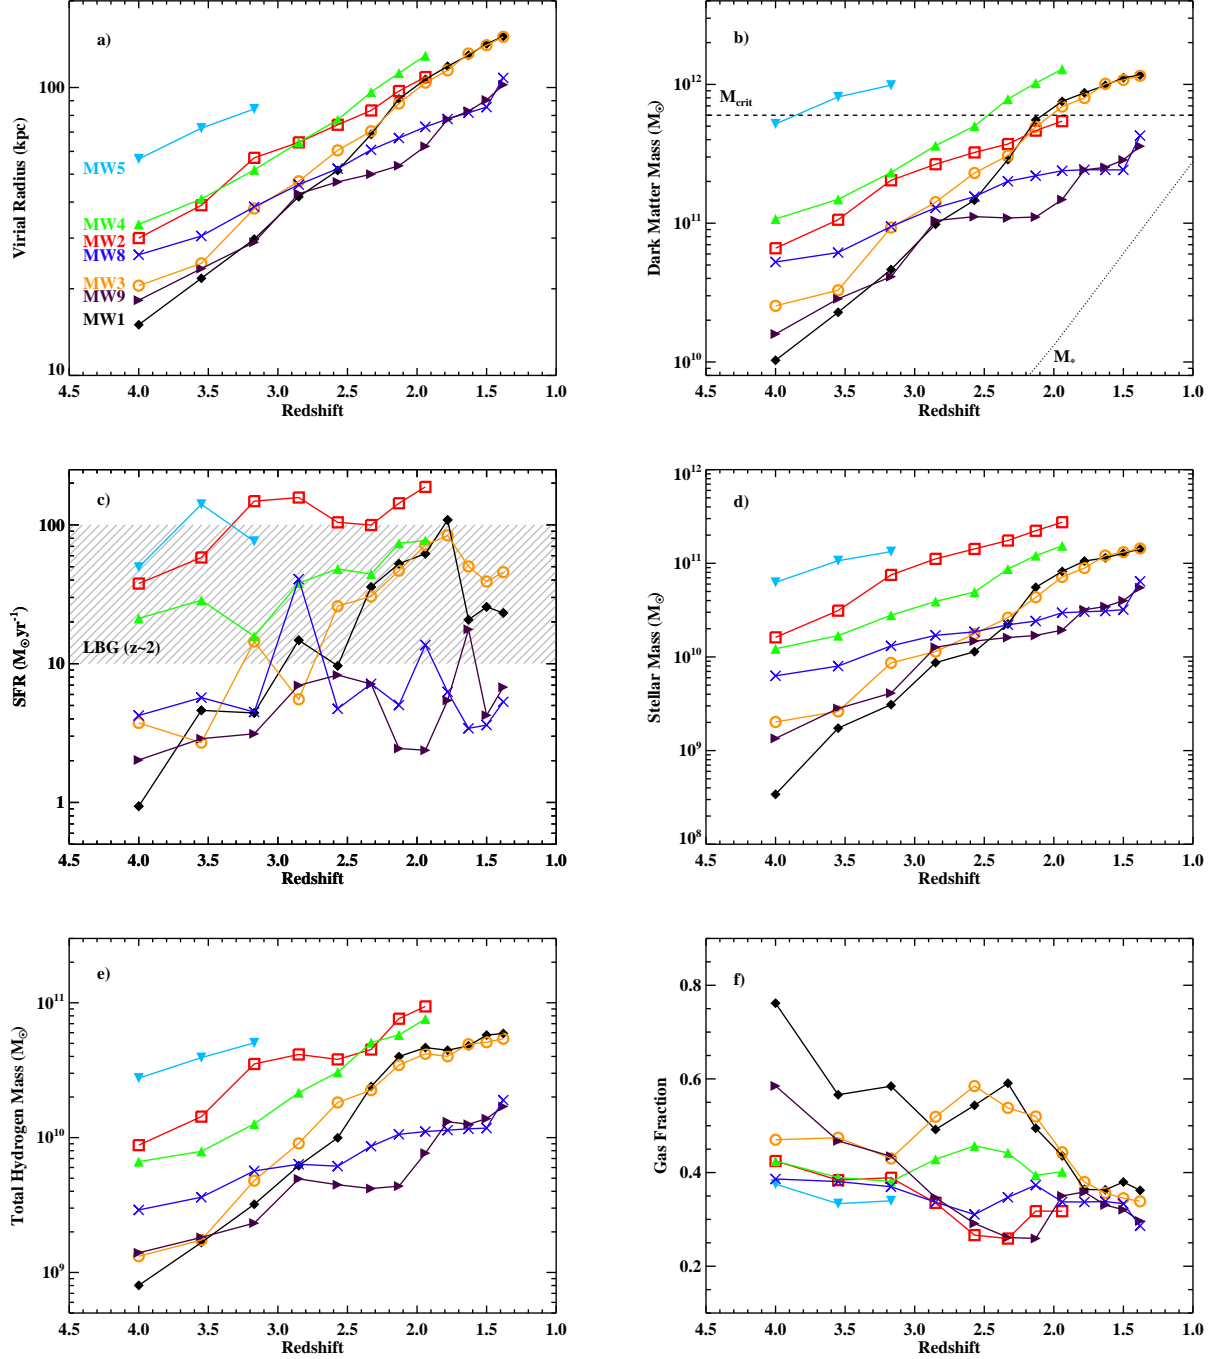 a)
Virial Radius (kpc)
100
10
MW5
MW4
MW2
MW8
MW3
MW9
MW1
4.5 4.0 3.5 3.0 2.5 2.0 1.5 1.0
Redshift
b)
Dark Matter Mass (M☉)
10¹²
10¹¹
10¹⁰
M_crit
M_*
4.5 4.0 3.5 3.0 2.5 2.0 1.5 1.0
Redshift
c)
SFR (M☉yr⁻¹)
100
10
1
LBG (z~2)
4.5 4.0 3.5 3.0 2.5 2.0 1.5 1.0
Redshift
d)
Stellar Mass (M☉)
10¹²
10¹¹
10¹⁰
10⁹
10⁸
4.5 4.0 3.5 3.0 2.5 2.0 1.5 1.0
Redshift
e)
Total Hydrogen Mass (M☉)
10¹¹
10¹⁰
10⁹
4.5 4.0 3.5 3.0 2.5 2.0 1.5 1.0
Redshift
f)
Gas Fraction
0.8
0.6
0.4
0.2
4.5 4.0 3.5 3.0 2.5 2.0 1.5 1.0
Redshift